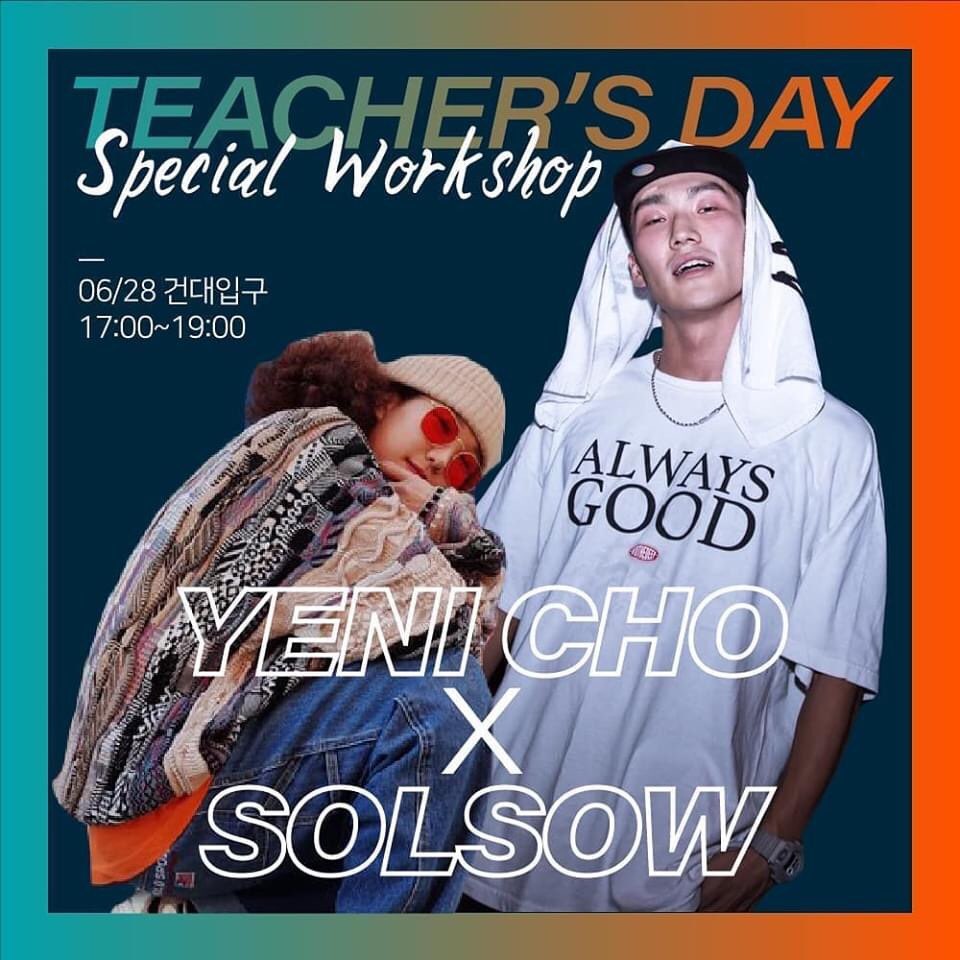 TEACHER'S DAY
Special Workshop
06/28 건대입구
17:00~19:00
ALWAYS
GOOD
YENI CHO
X
SOLSOW